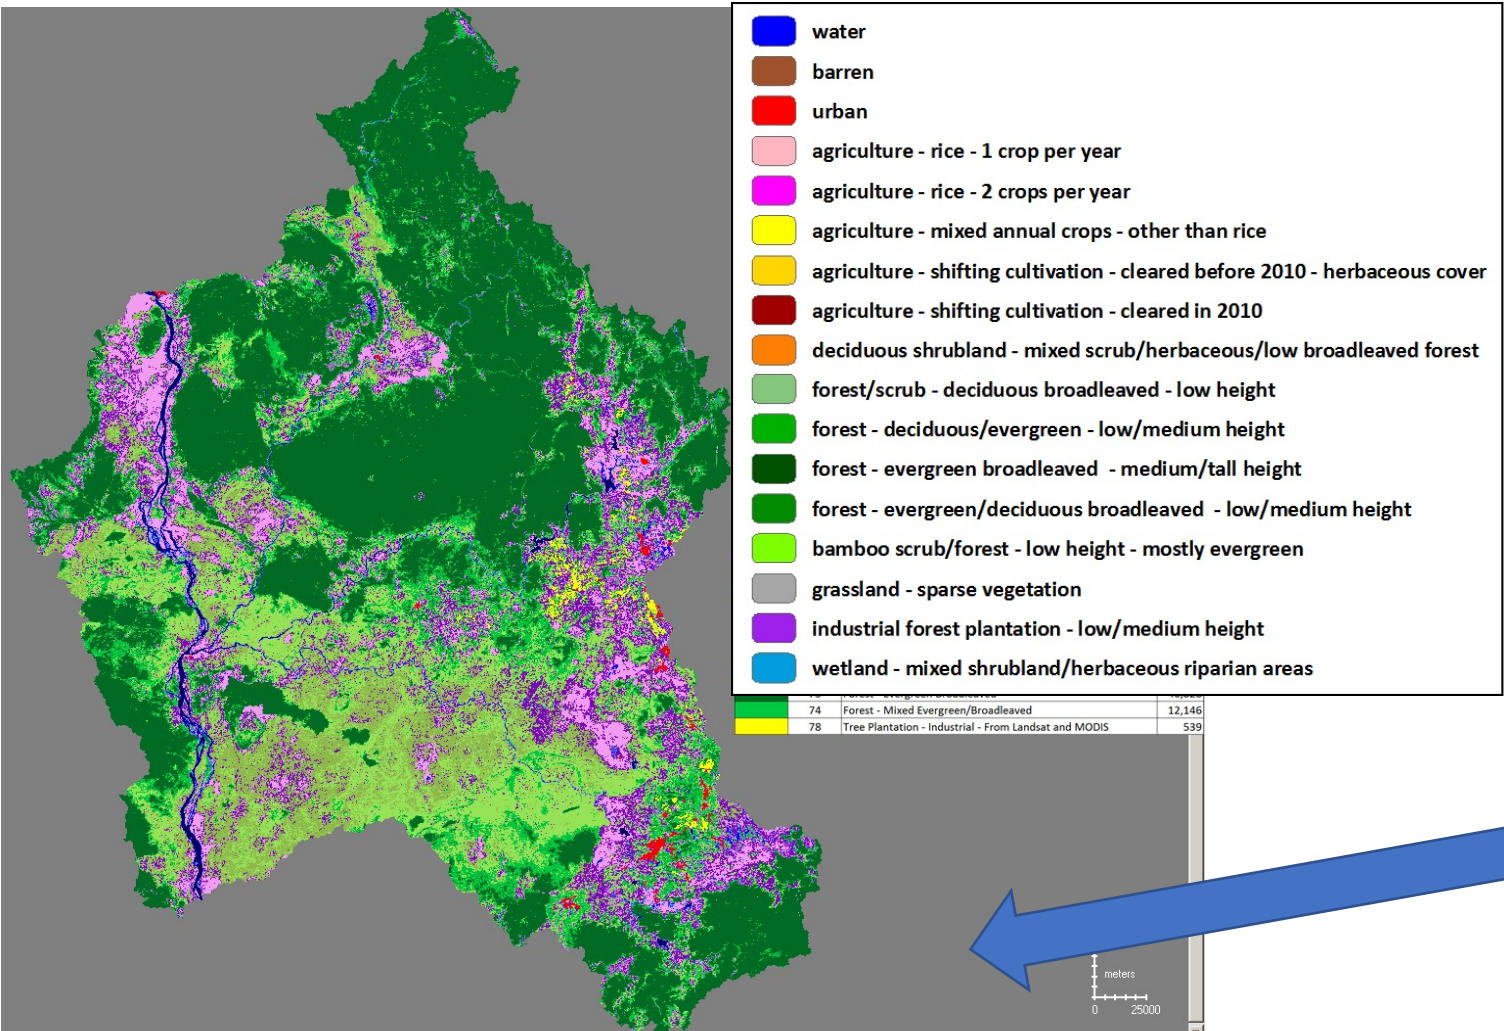 water
barren
urban
agriculture - rice - 1 crop per year
agriculture - rice - 2 crops per year
agriculture - mixed annual crops - other than rice
agriculture - shifting cultivation - cleared before 2010 - herbaceous cover
agriculture - shifting cultivation - cleared in 2010
deciduous shrubland - mixed scrub/herbaceous/low broadleaved forest
forest/scrub - deciduous broadleaved - low height
forest - deciduous/evergreen - low/medium height
forest - evergreen broadleaved - medium/tall height
forest - evergreen/deciduous broadleaved - low/medium height
bamboo scrub/forest - low height - mostly evergreen
grassland - sparse vegetation
industrial forest plantation - low/medium height
wetland - mixed shrubland/herbaceous riparian areas
74 Forest - Mixed Evergreen/Broadleaved 12,146
78 Tree Plantation - Industrial - From Landsat and MODIS 539
meters
0 25000